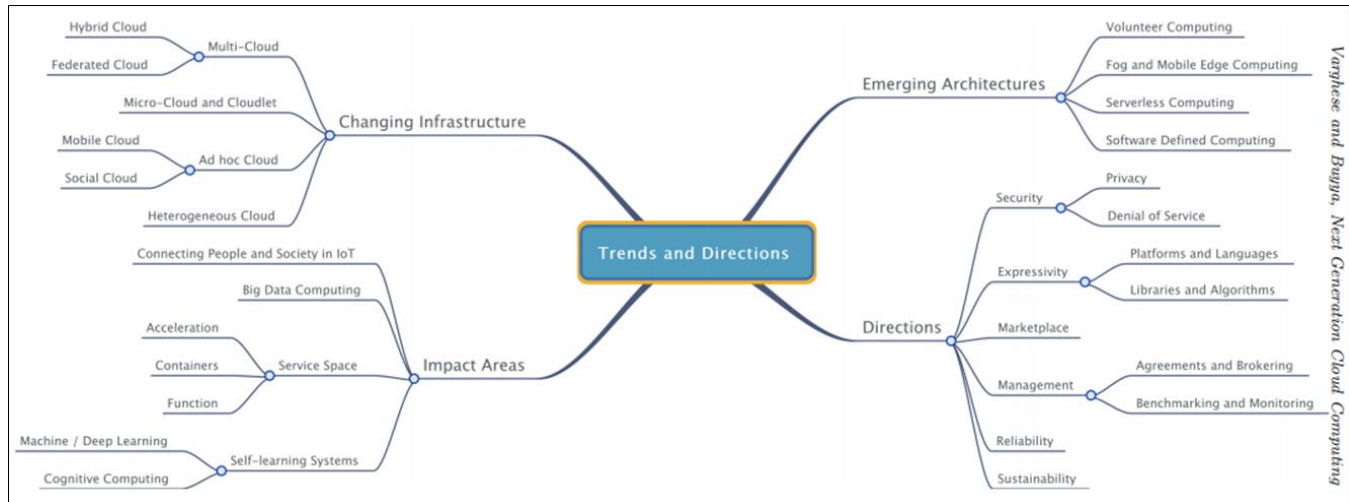 Trends and Directions
Changing Infrastructure
Multi-Cloud
Hybrid Cloud
Federated Cloud
Micro-Cloud and Cloudlet
Ad hoc Cloud
Mobile Cloud
Social Cloud
Heterogeneous Cloud
Impact Areas
Connecting People and Society in IoT
Big Data Computing
Service Space
Acceleration
Containers
Function
Self-learning Systems
Machine / Deep Learning
Cognitive Computing
Emerging Architectures
Volunteer Computing
Fog and Mobile Edge Computing
Serverless Computing
Software Defined Computing
Directions
Security
Privacy
Denial of Service
Expressivity
Platforms and Languages
Libraries and Algorithms
Marketplace
Management
Agreements and Brokering
Benchmarking and Monitoring
Reliability
Sustainability
Varghese and Buyya, Next Generation Cloud Computing